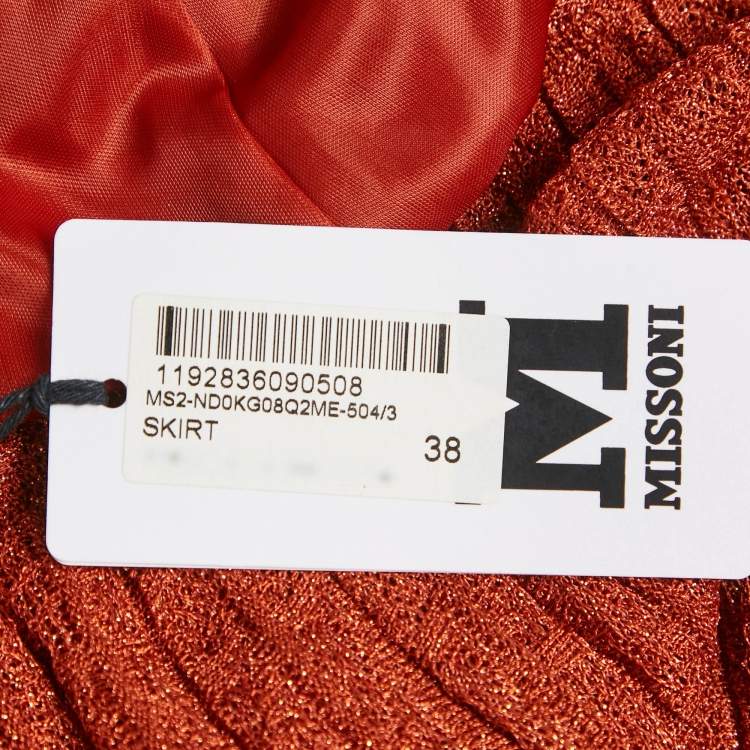 1192836090508
MS2-ND0KG08Q2ME-504/3
SKIRT
38
M
MISSONI